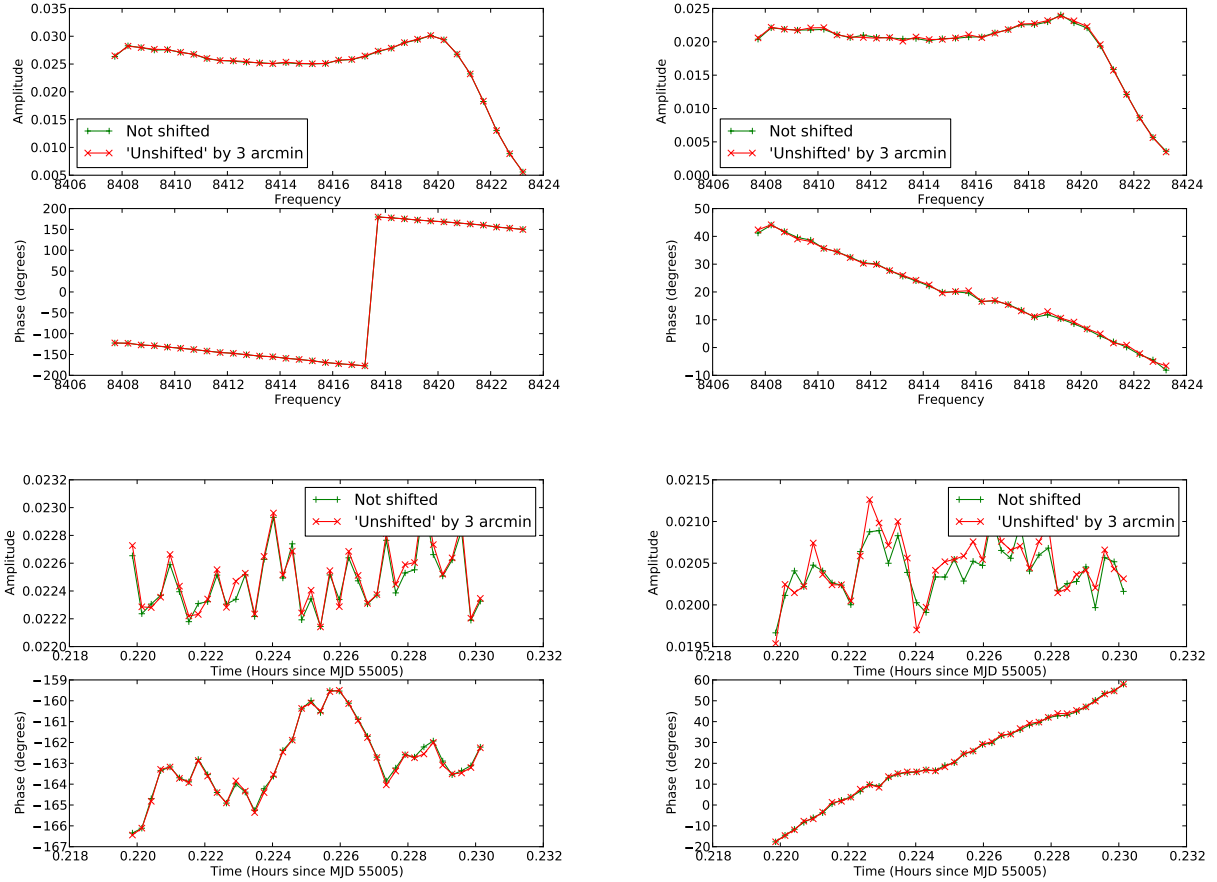 0.035
0.030
0.025
0.020
0.015
0.010
0.005
Amplitude
Not shifted
'Unshifted' by 3 arcmin
8406 8408 8410 8412 8414 8416 8418 8420 8422 8424
Frequency
200
150
100
50
0
−50
−100
−150
−200
Phase (degrees)
8406 8408 8410 8412 8414 8416 8418 8420 8422 8424
Frequency
0.025
0.020
0.015
0.010
0.005
0.000
Amplitude
Not shifted
'Unshifted' by 3 arcmin
8406 8408 8410 8412 8414 8416 8418 8420 8422 8424
Frequency
50
40
30
20
10
0
−10
Phase (degrees)
8406 8408 8410 8412 8414 8416 8418 8420 8422 8424
Frequency
0.0232
0.0230
0.0228
0.0226
0.0224
0.0222
0.0220
Amplitude
Not shifted
'Unshifted' by 3 arcmin
0.218 0.220 0.222 0.224 0.226 0.228 0.230 0.232
Time (Hours since MJD 55005)
−159
−160
−161
−162
−163
−164
−165
−166
−167
Phase (degrees)
0.218 0.220 0.222 0.224 0.226 0.228 0.230 0.232
Time (Hours since MJD 55005)
0.0215
0.0210
0.0205
0.0200
0.0195
Amplitude
Not shifted
'Unshifted' by 3 arcmin
0.218 0.220 0.222 0.224 0.226 0.228 0.230 0.232
Time (Hours since MJD 55005)
60
50
40
30
20
10
0
−10
−20
Phase (degrees)
0.218 0.220 0.222 0.224 0.226 0.228 0.230 0.232
Time (Hours since MJD 55005)